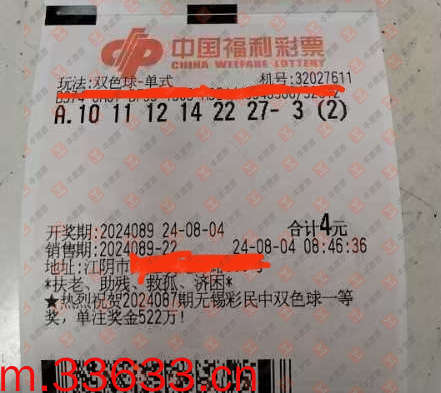 中国福利彩票
CHINA WELFARE LOTTERY
玩法:双色球-单式 机号:32027611
A.10 11 12 14 22 27- 3 (2)
开奖期:2024089 24-08-04 合计4元
销售期:2024089-22 24-08-04 08:46:36
地址:江阴市
*扶老、助残、救孤、济困*
★热烈祝贺2024087期无锡彩民中双色球一等
奖，单注奖金522万!
m.33633.cn